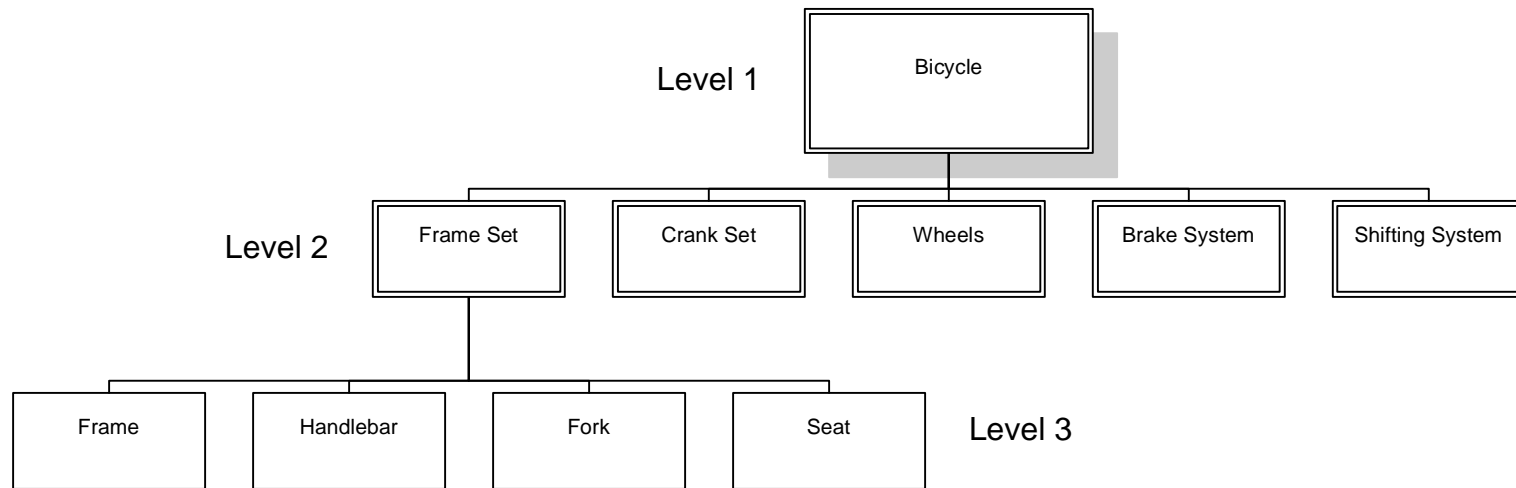 Level 1
Bicycle
Level 2
Frame Set
Crank Set
Wheels
Brake System
Shifting System
Frame
Handlebar
Fork
Seat
Level 3